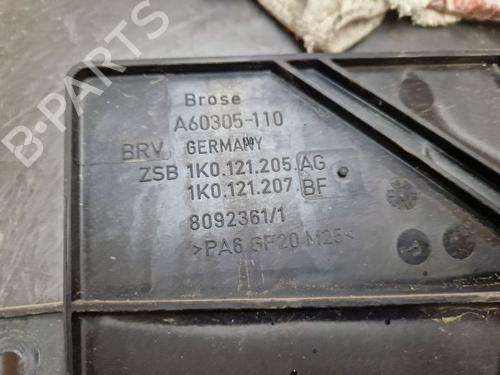 Brose
A60305-110
BRV GERMANY
ZSB 1K0.121.205.AG
1K0.121.207.BF
8092361/1
>PA6 GF20 M25<
B-PARTS